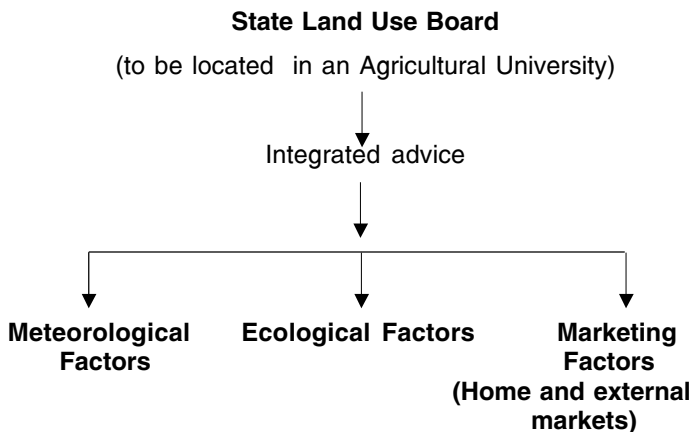 State Land Use Board
(to be located in an Agricultural University)
Integrated advice
Meteorological
Factors
Ecological Factors
Marketing
Factors
(Home and external
markets)